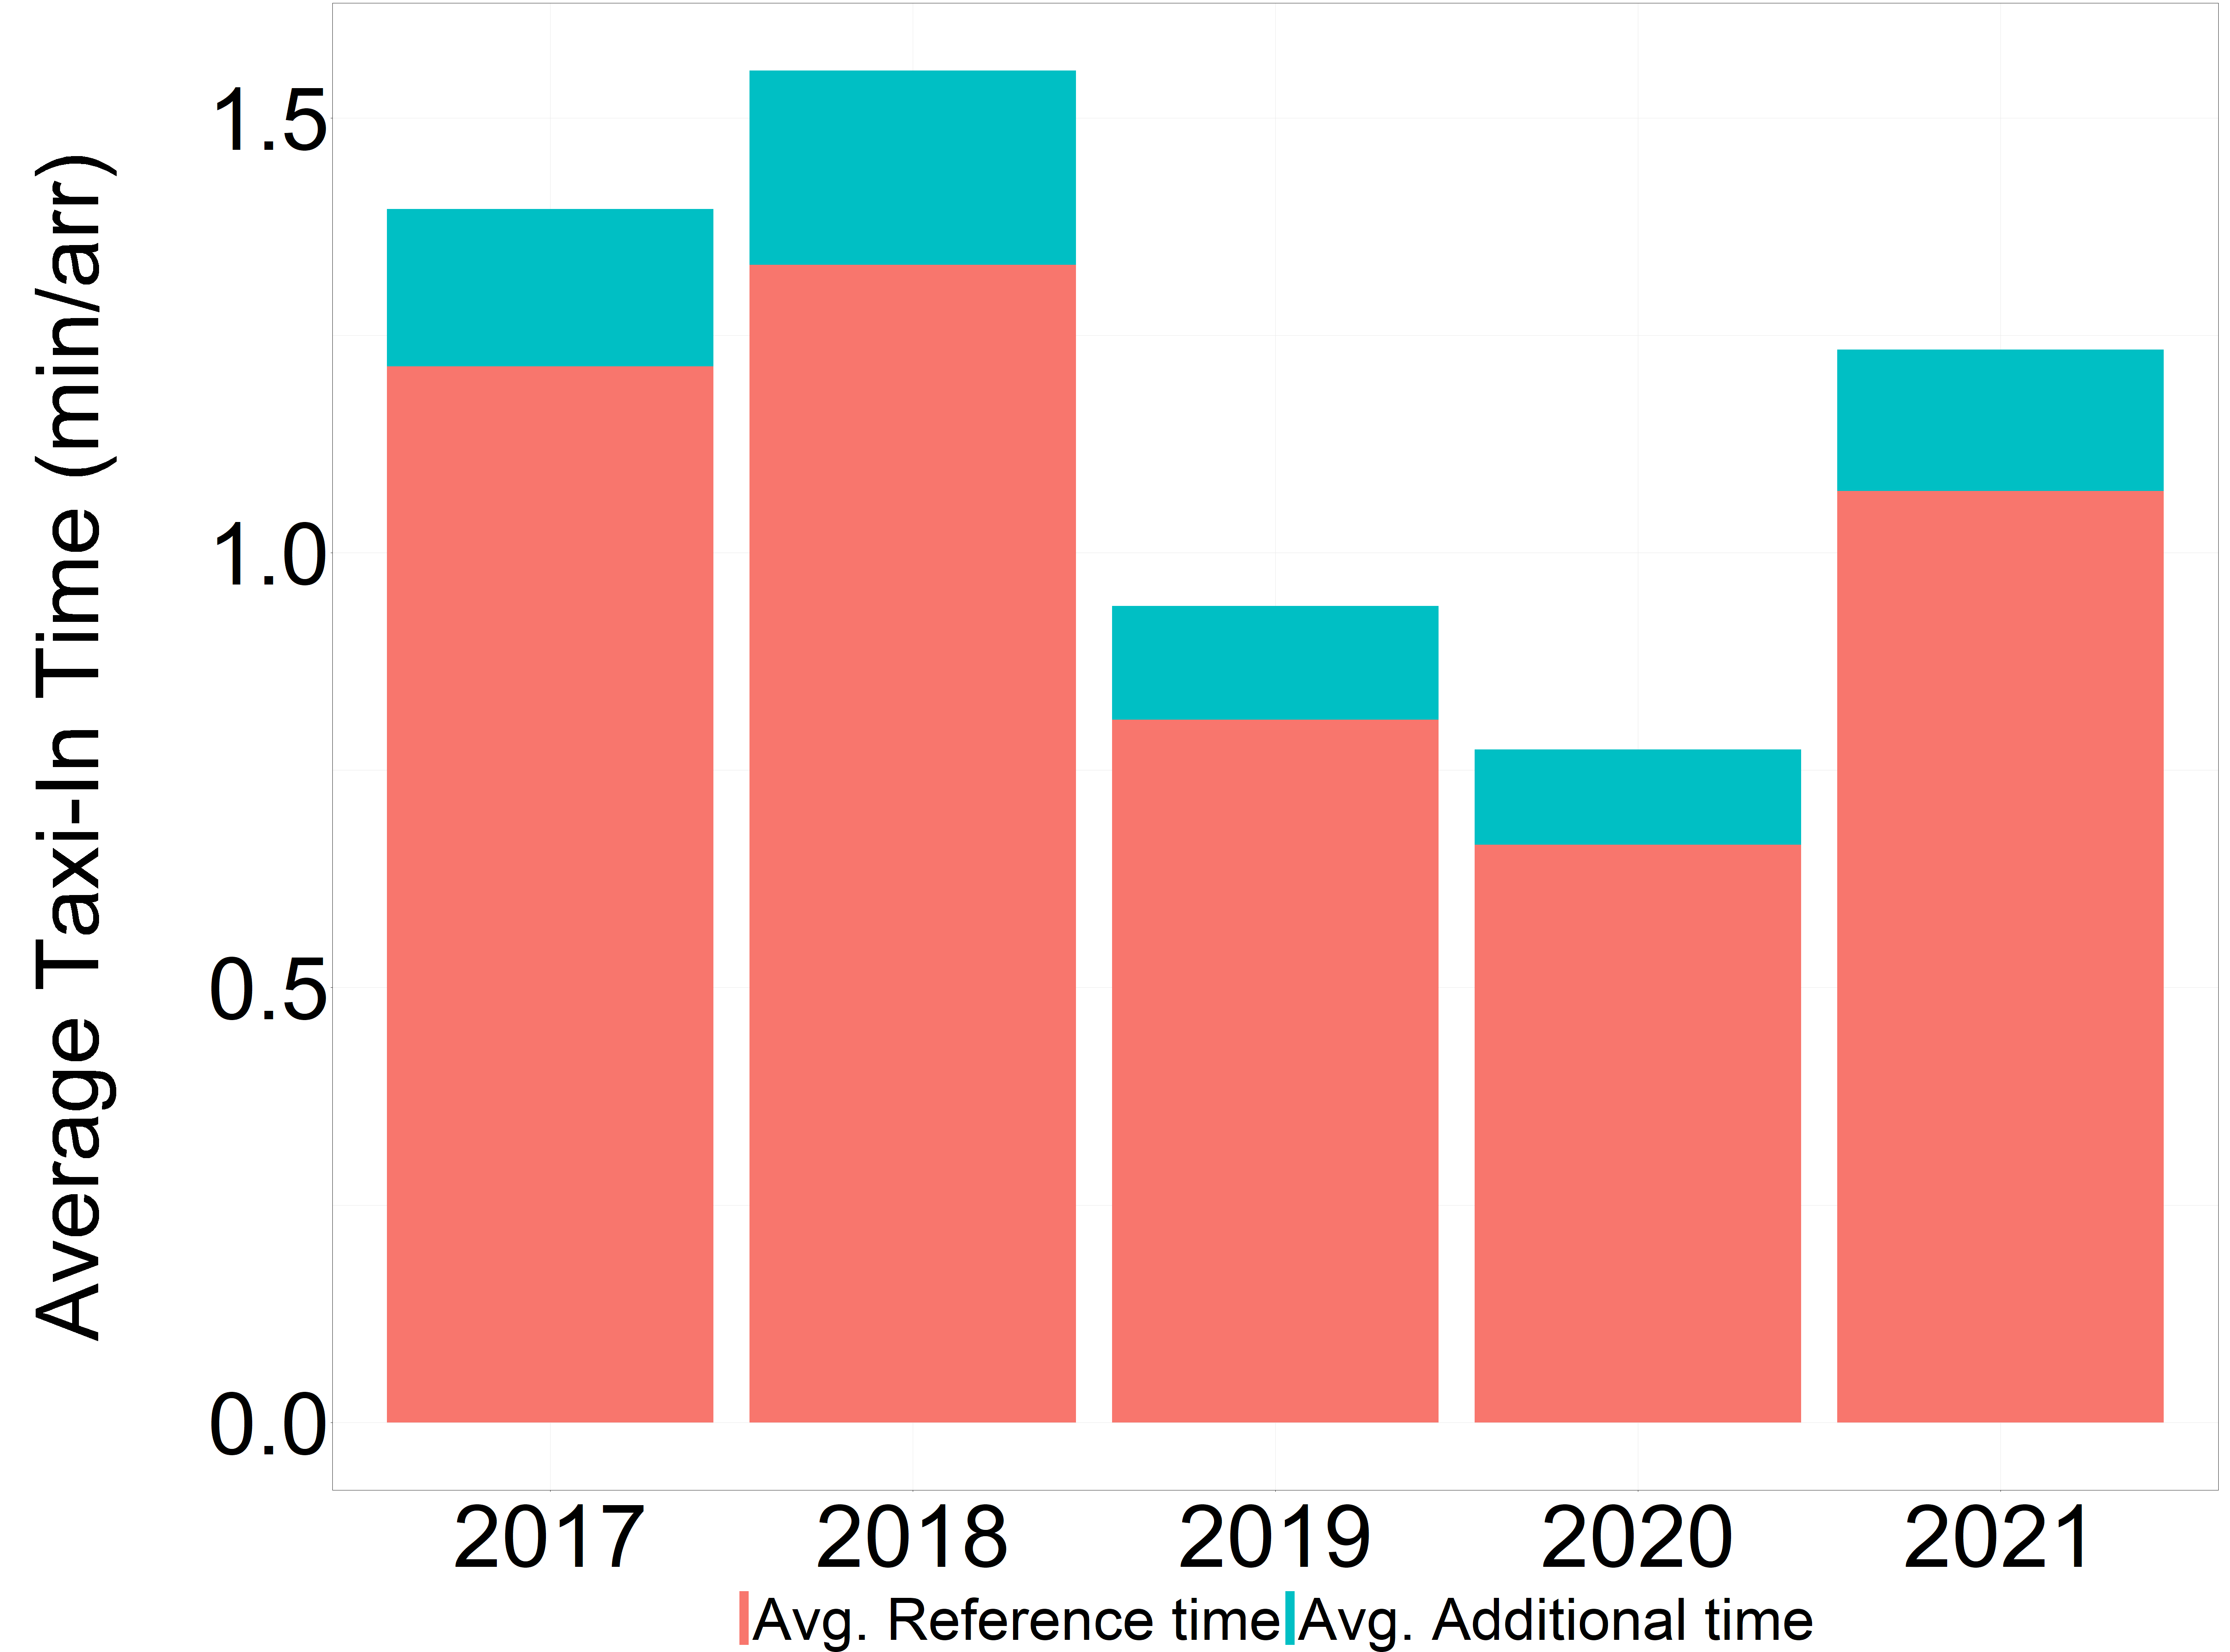 Average Taxi-In Time (min/arr)
1.5
1.0
0.5
0.0
2017 2018 2019 2020 2021
Avg. Reference time Avg. Additional time